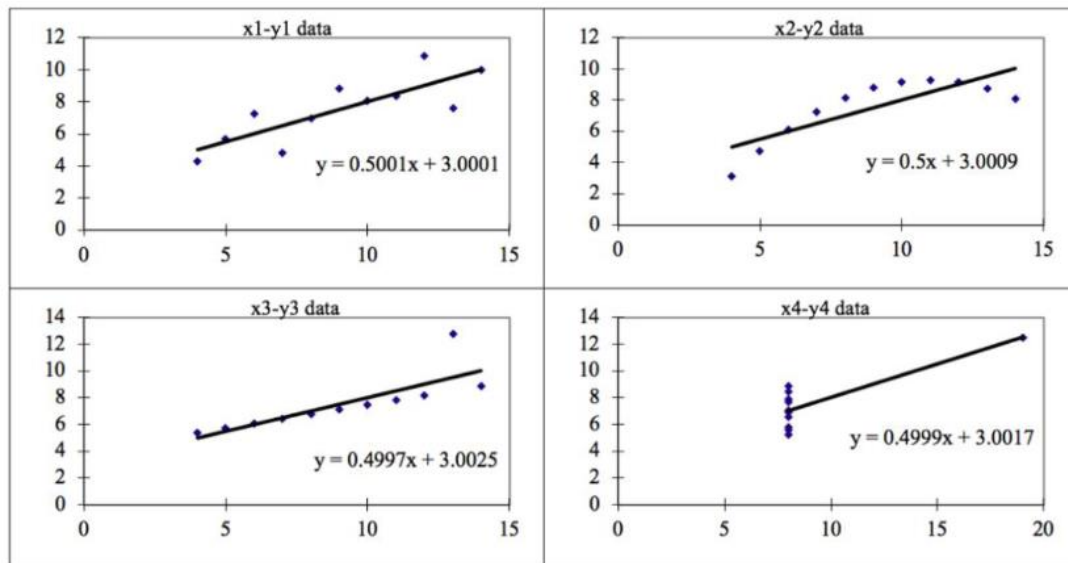 x1-y1 data
12
10
8
6
4
2
0
0 5 10 15
y = 0.5001x + 3.0001
x2-y2 data
12
10
8
6
4
2
0
0 5 10 15
y = 0.5x + 3.0009
x3-y3 data
14
12
10
8
6
4
2
0
0 5 10 15
y = 0.4997x + 3.0025
x4-y4 data
14
12
10
8
6
4
2
0
0 5 10 15 20
y = 0.4999x + 3.0017